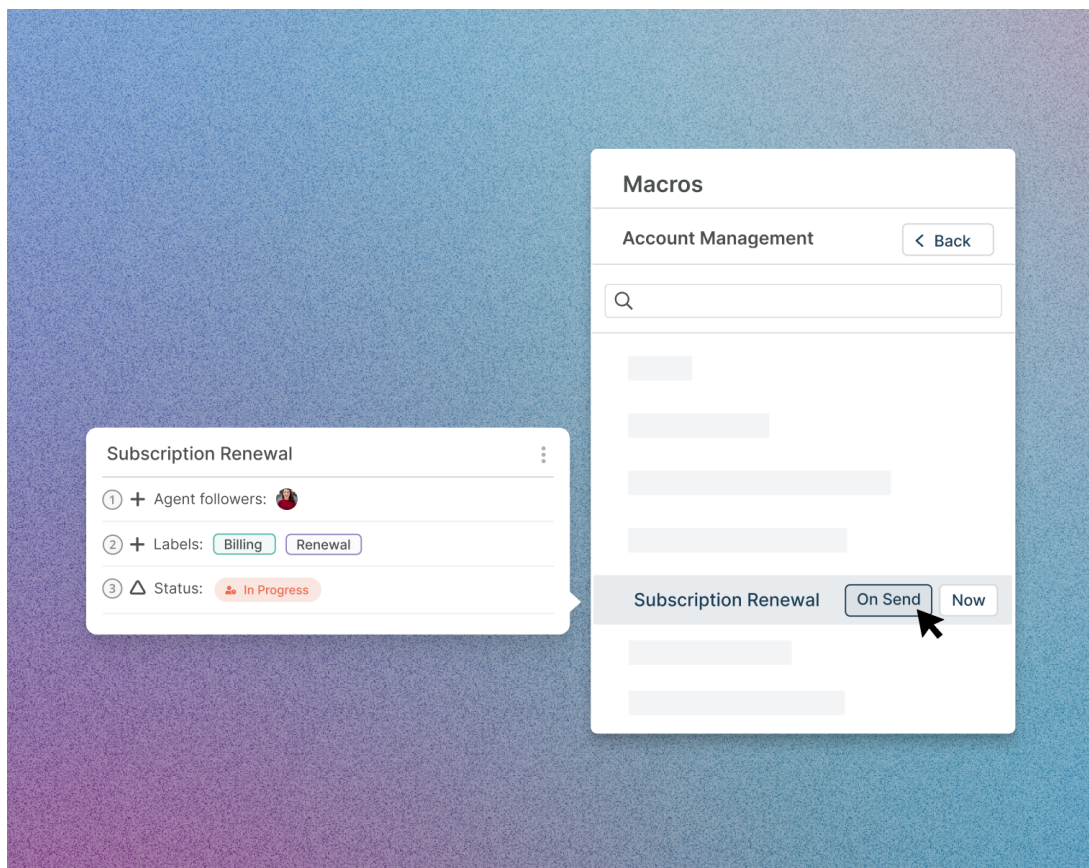 Macros
Account Management
Back
Subscription Renewal
1 Agent followers:
2 Labels: Billing Renewal
3 Status: In Progress
Subscription Renewal On Send Now